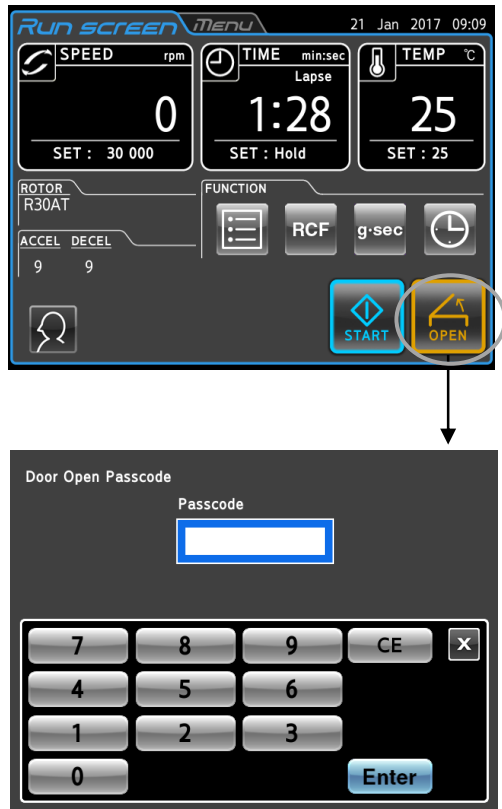 Run screen Menu 21 Jan 2017 09:09
SPEED rpm TIME min:sec TEMP ℃
Lapse
0 1:28 25
SET : 30 000 SET : Hold SET : 25
ROTOR FUNCTION
R30AT
RCF g·sec
ACCEL DECEL
9 9
START OPEN
Door Open Passcode
Passcode
7 8 9 CE X
4 5 6
1 2 3
0 Enter